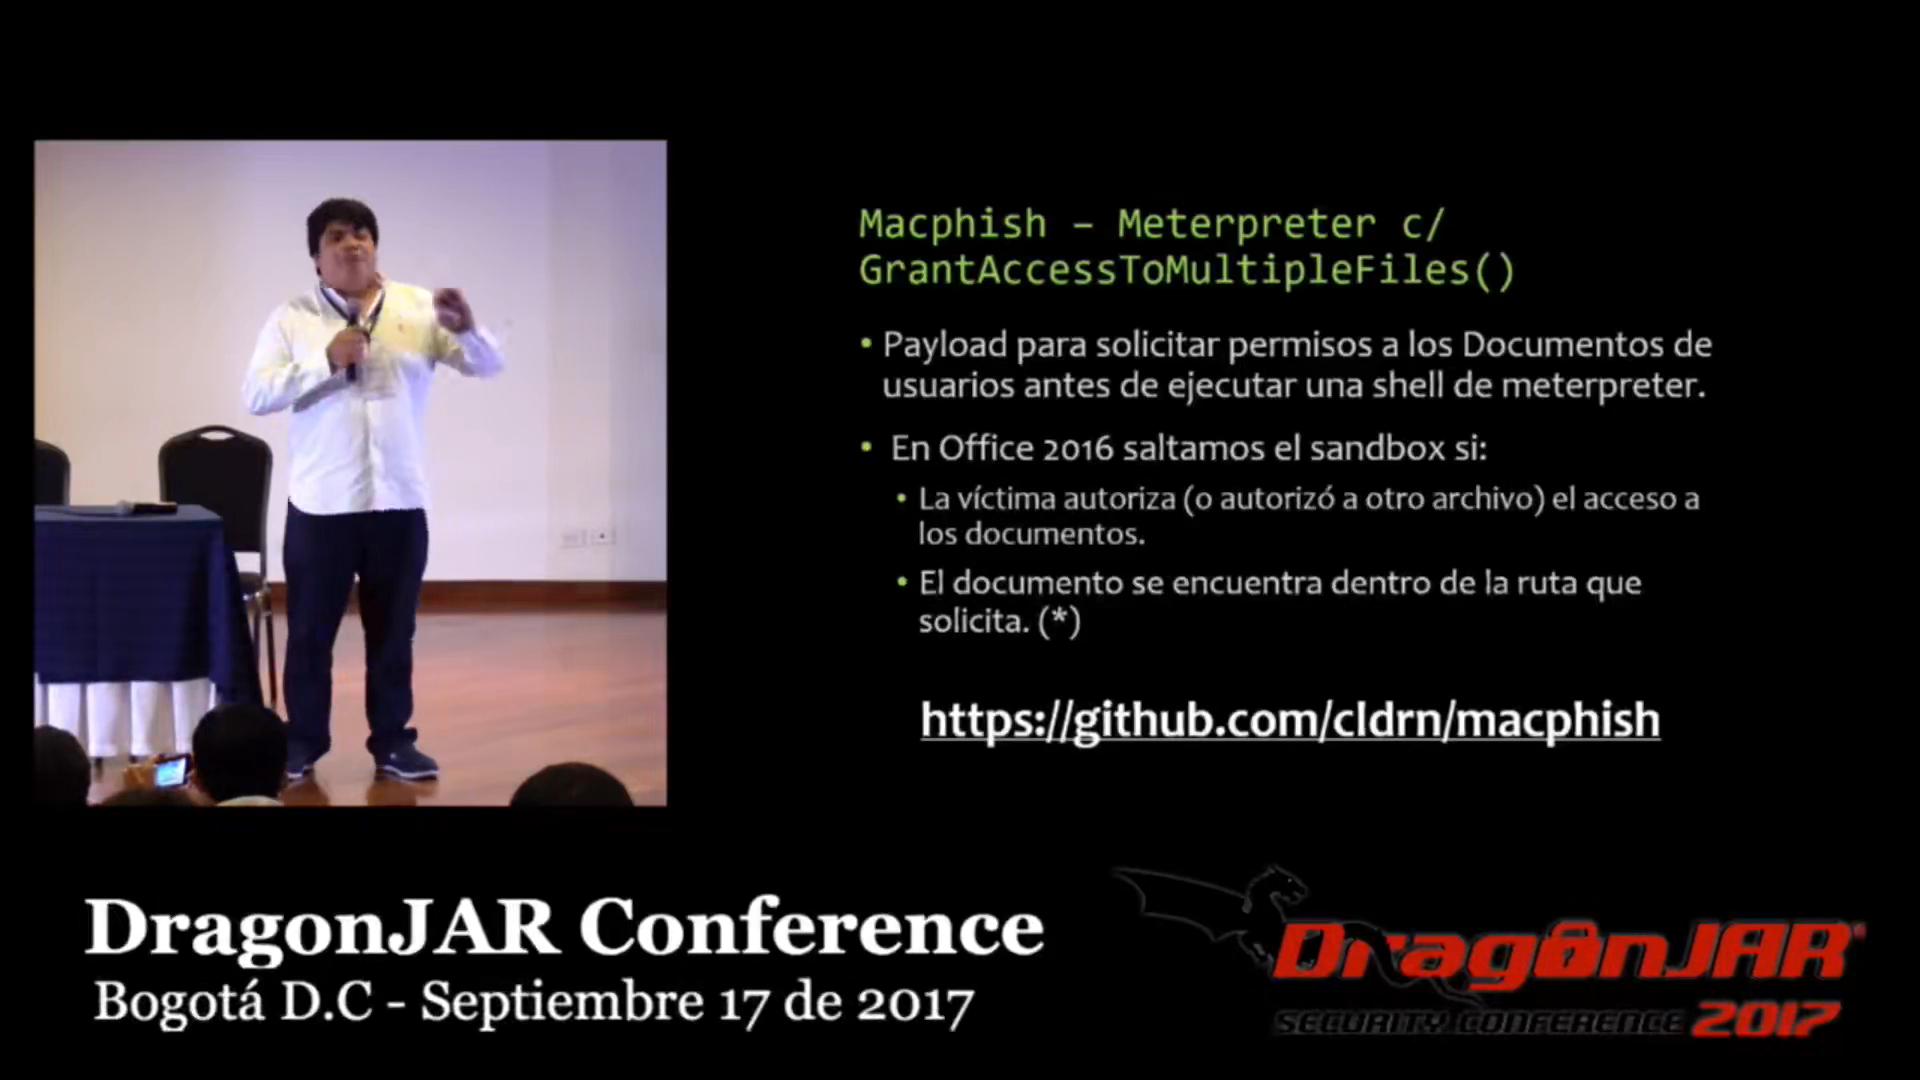 Macphish – Meterpreter c/
GrantAccessToMultipleFiles()
• Payload para solicitar permisos a los Documentos de
usuarios antes de ejecutar una shell de meterpreter.
• En Office 2016 saltamos el sandbox si:
• La víctima autoriza (o autorizó a otro archivo) el acceso a
los documentos.
• El documento se encuentra dentro de la ruta que
solicita. (*)
https://github.com/cldrn/macphish
DragonJAR Conference
Bogotá D.C - Septiembre 17 de 2017
DragonJAR
SECURITY CONFERENCE 2017